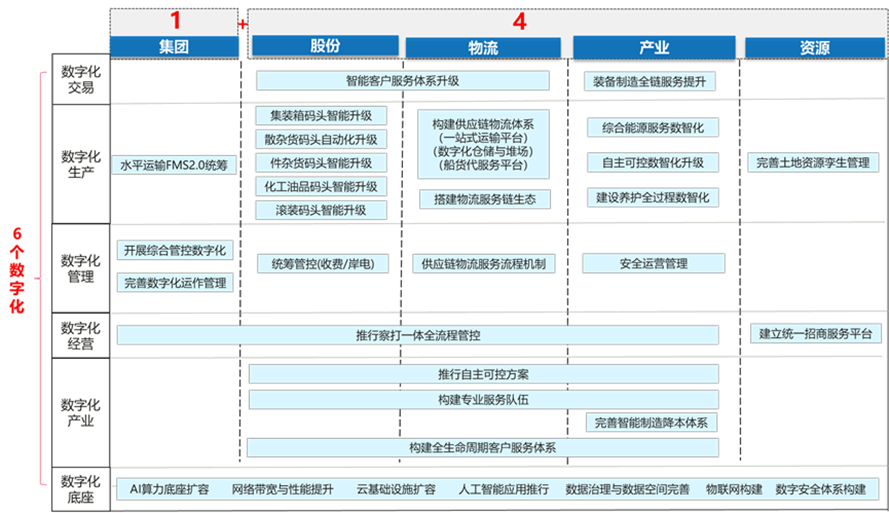 1
+
4
集团
股份
物流
产业
资源
6个数字化
数字化
交易
智能客户服务体系升级
装备制造全链服务提升
数字化
生产
水平运输FMS2.0统筹
集装箱码头智能升级
散杂货码头自动化升级
件杂货码头智能升级
化工油品码头智能升级
滚装码头智能升级
构建供应链物流体系
(一站式运输平台)
(数字化仓储与堆场)
(船货代服务平台)
搭建物流服务链生态
综合能源服务数智化
自主可控数智化升级
建设养护全过程数智化
完善土地资源孪生管理
数字化
管理
开展综合管控数字化
完善数字化运作管理
统筹管控(收费/岸电)
供应链物流服务流程机制
安全运营管理
数字化
经营
推行察打一体全流程管控
建立统一招商服务平台
数字化
产业
推行自主可控方案
构建专业服务队伍
完善智能制造降本体系
构建全生命周期客户服务体系
数字化
底座
AI算力底座扩容 网络带宽与性能提升 云基础设施扩容 人工智能应用推行 数据治理与数据空间完善 物联网构建 数字安全体系构建